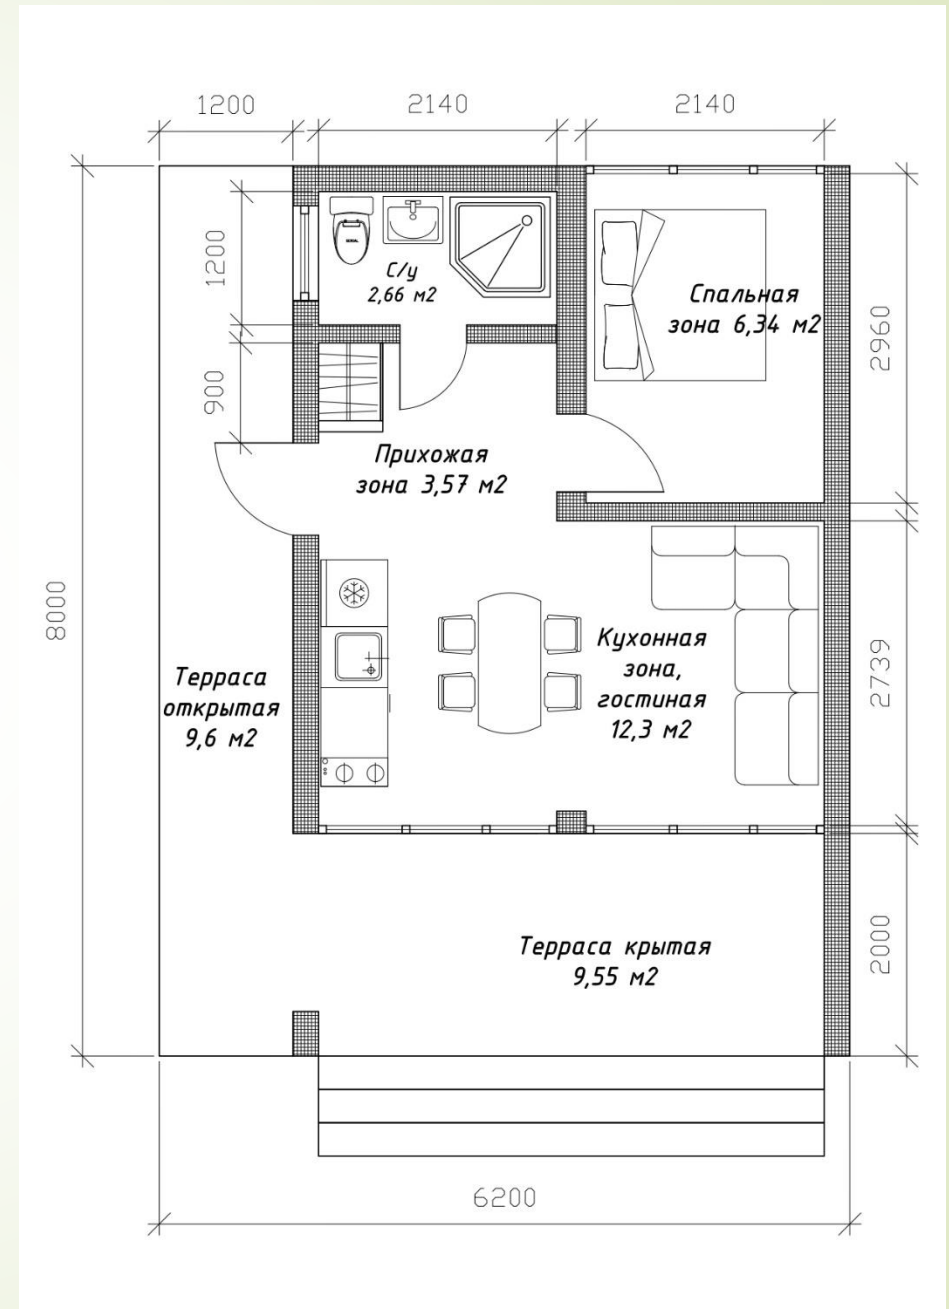 1200
2140
2140
1200
С/у
2,66 м2
Спальная
зона 6,34 м2
2960
900
Прихожая
зона 3,57 м2
8000
Терраса
открытая
9,6 м2
Кухонная
зона,
гостиная
12,3 м2
2739
Терраса крытая
9,55 м2
2000
6200